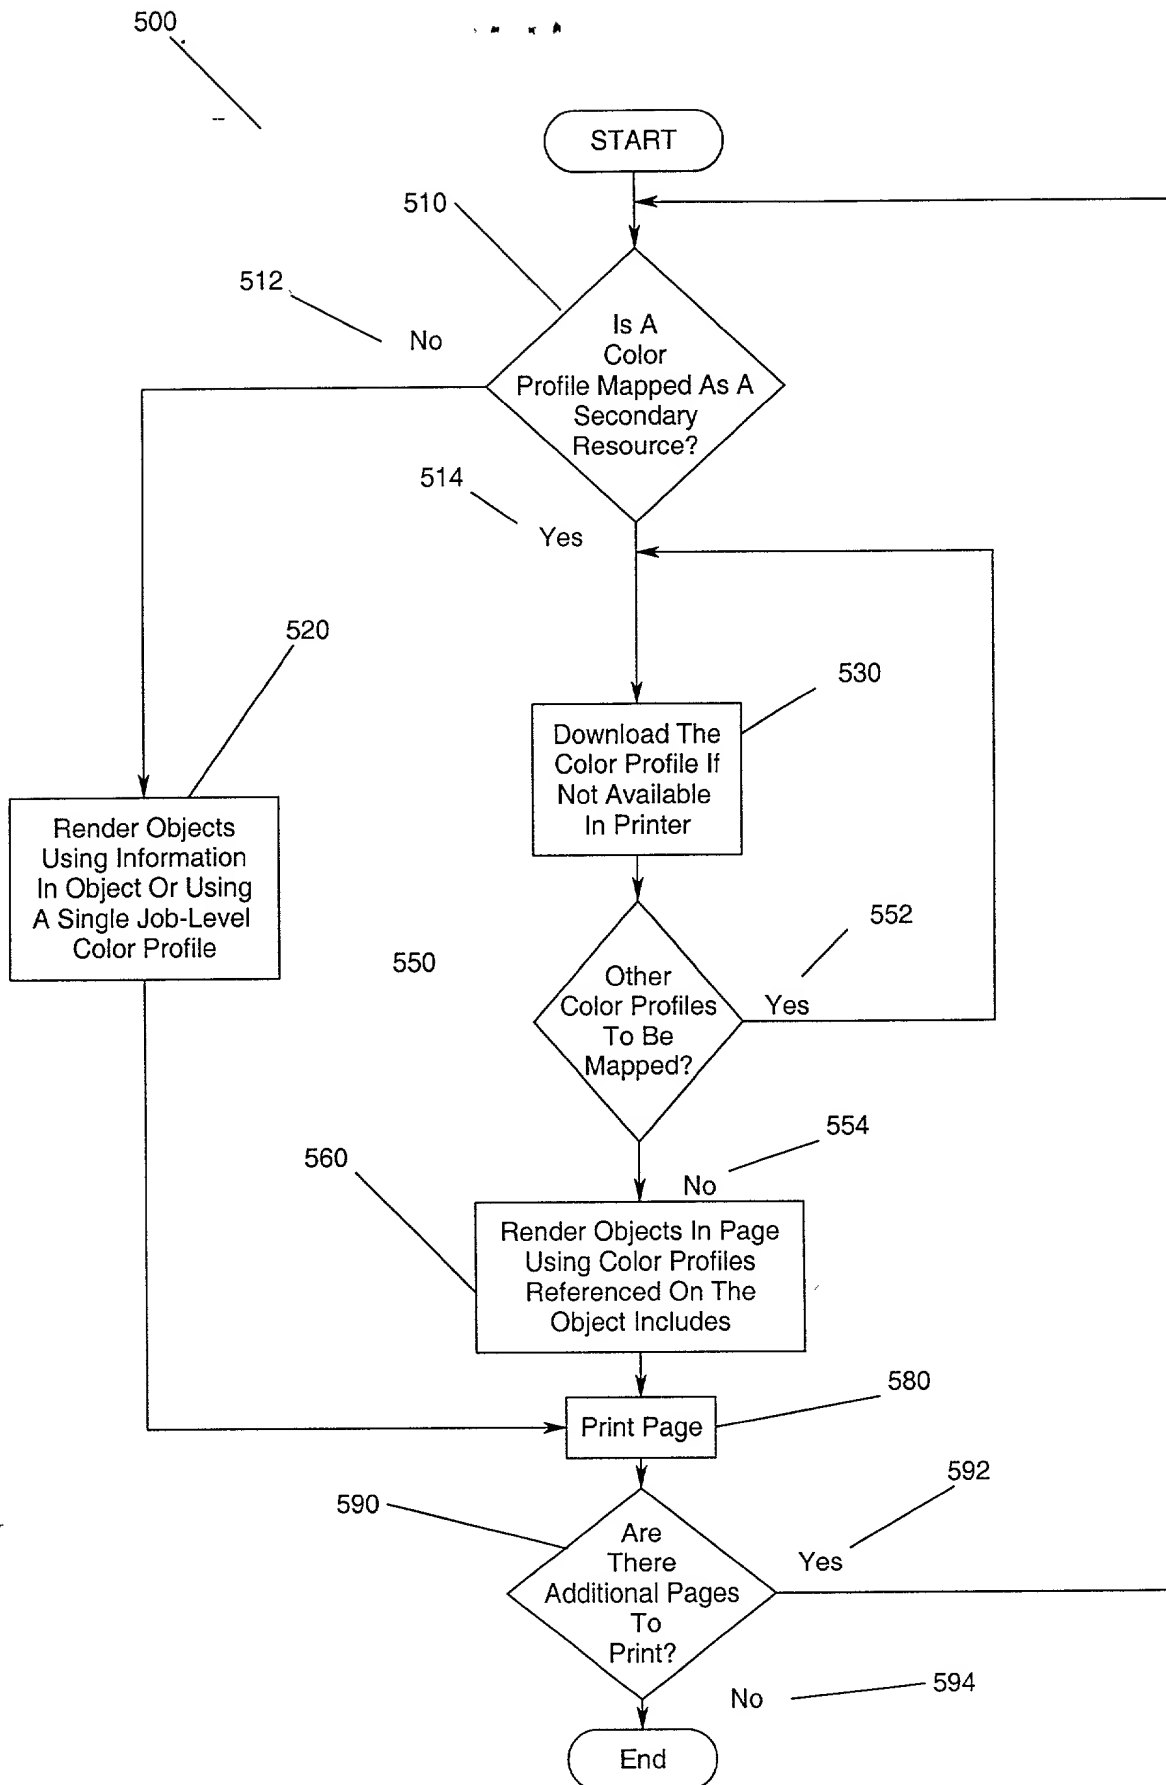 500
START
510
512
No
Is A
Color
Profile Mapped As A
Secondary
Resource?
514
Yes
520
530
Download The
Color Profile If
Not Available
In Printer
Render Objects
Using Information
In Object Or Using
A Single Job-Level
Color Profile
550
552
Other
Color Profiles
To Be
Mapped?
Yes
554
560
No
Render Objects In Page
Using Color Profiles
Referenced On The
Object Includes
580
Print Page
592
590
Are
There
Additional Pages
To
Print?
Yes
594
No
End